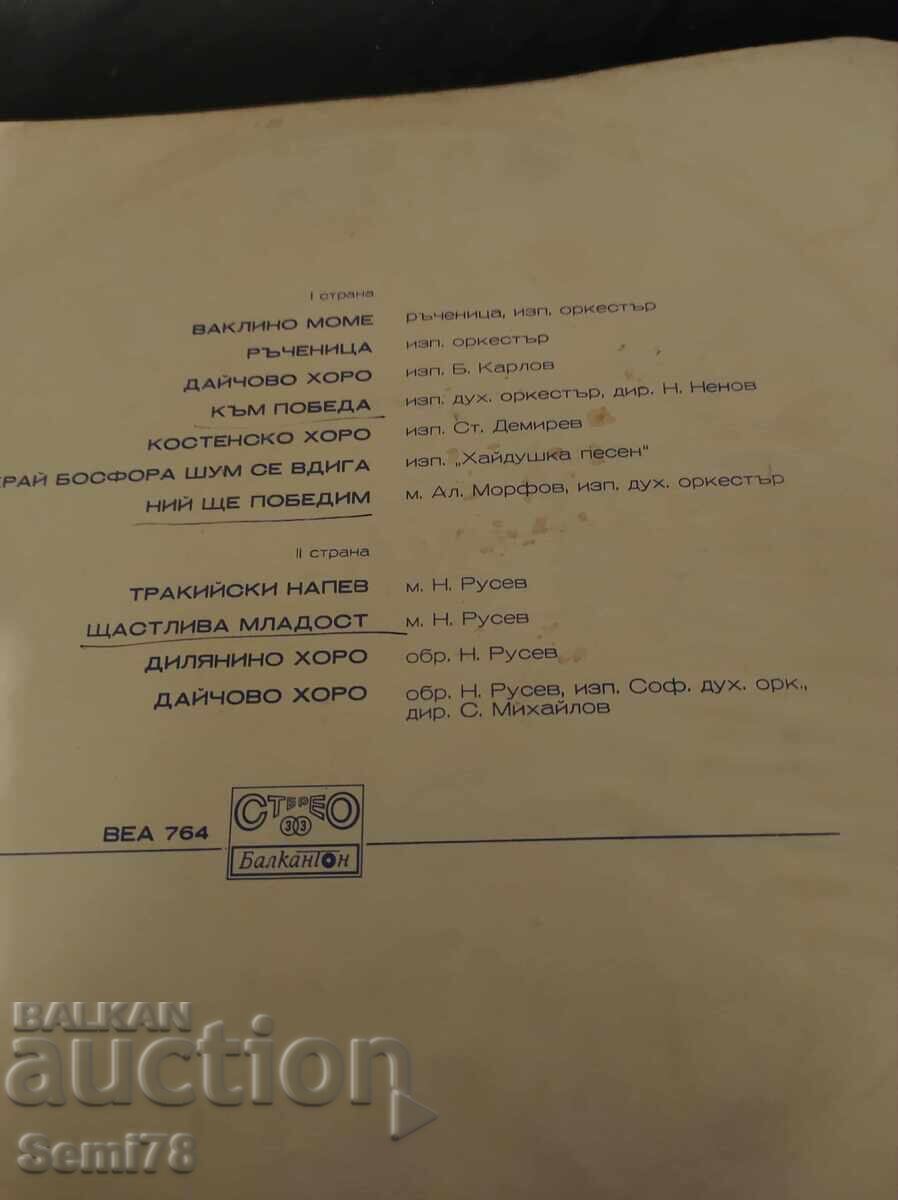 I страна
ВАКЛИНО МОМЕ ръченица, изп. оркестър
РЪЧЕНИЦА изп. оркестър
ДАЙЧОВО ХОРО изп. Б. Карлов
КЪМ ПОБЕДА изп. дух. оркестър, дир. Н. Ненов
КОСТЕНСКО ХОРО изп. Ст. Демирев
КРАЙ БОСФОРА ШУМ СЕ ВДИГА изп. „Хайдушка песен"
НИЙ ЩЕ ПОБЕДИМ м. Ал. Морфов, изп. дух. оркестър
II страна
ТРАКИЙСКИ НАПЕВ м. Н. Русев
ЩАСТЛИВА МЛАДОСТ м. Н. Русев
ДИЛЯНИНО ХОРО обр. Н. Русев
ДАЙЧОВО ХОРО обр. Н. Русев, изп. Соф. дух. орк.,
дир. С. Михайлов
ВЕА 764
СТЕРЕО
33
Балкантон
BALKAN
auction
Semi78